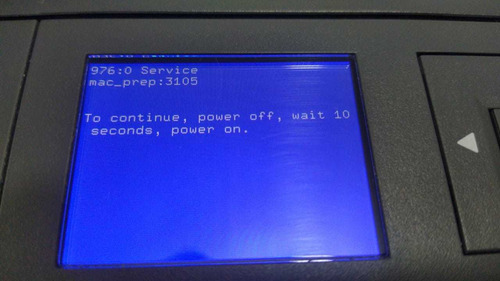 976:0 Service
mac_prep:3105
To continue, power off, wait 10
seconds, power on.